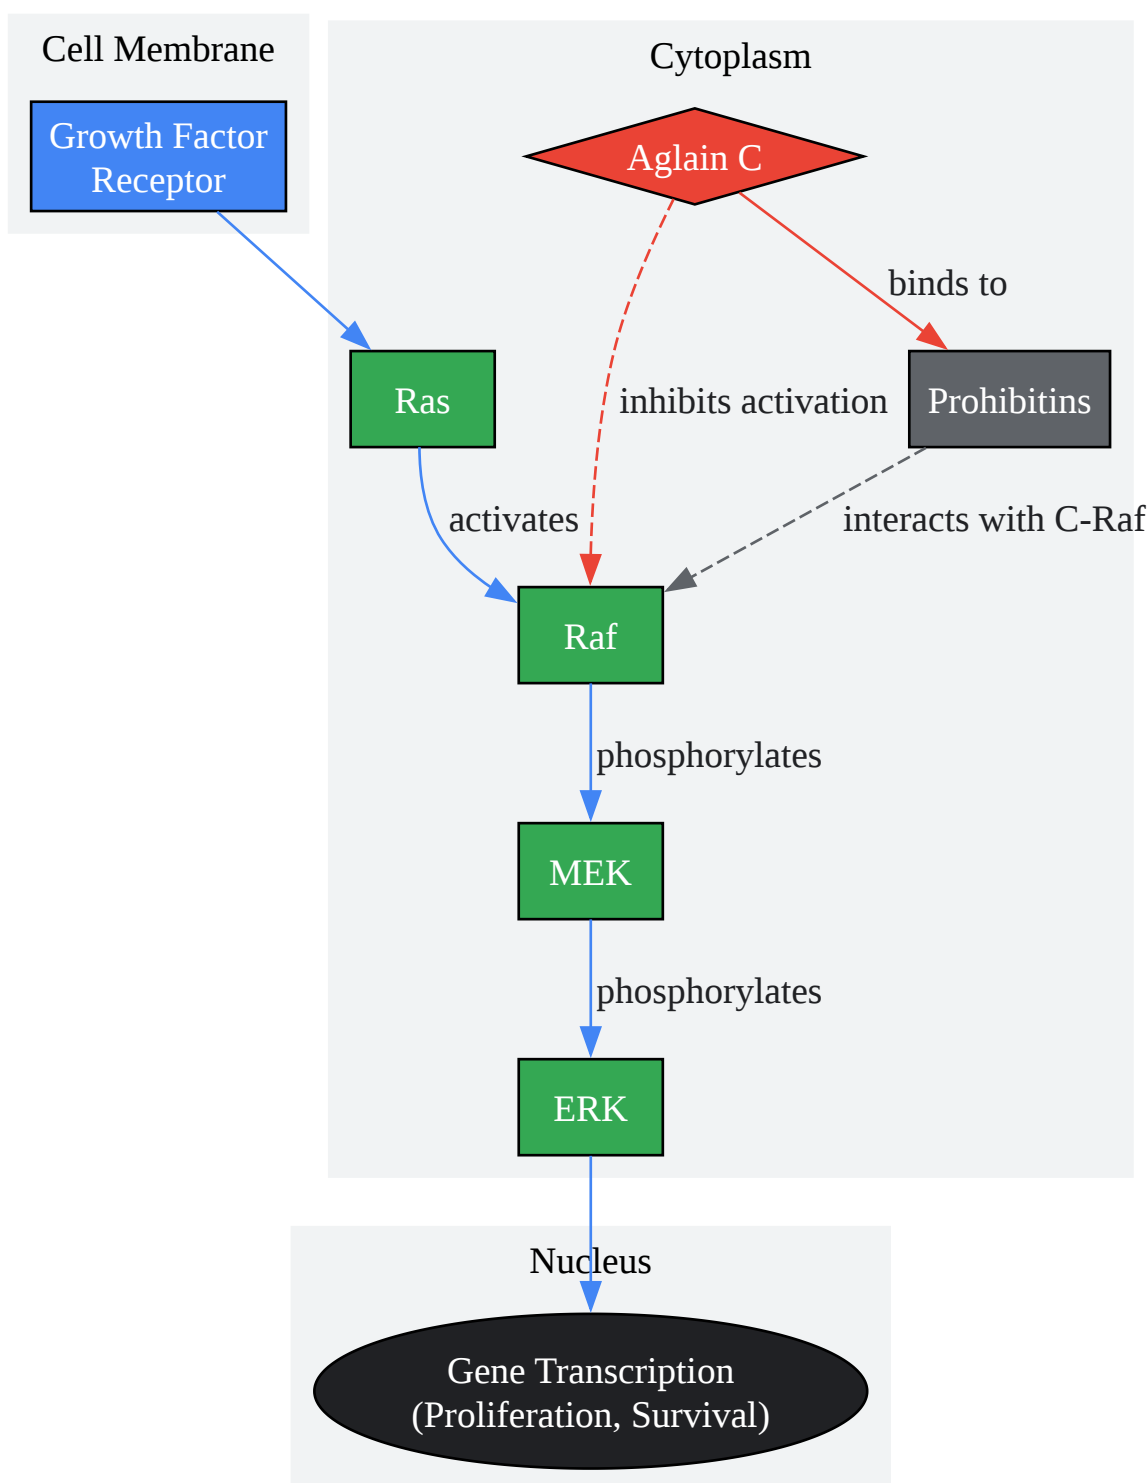 Cell Membrane
Growth Factor
Receptor
Cytoplasm
Aglain C
binds to
Ras
inhibits activation
Prohibitins
activates
interacts with C-Raf
Raf
phosphorylates
MEK
phosphorylates
ERK
Nucleus
Gene Transcription
(Proliferation, Survival)